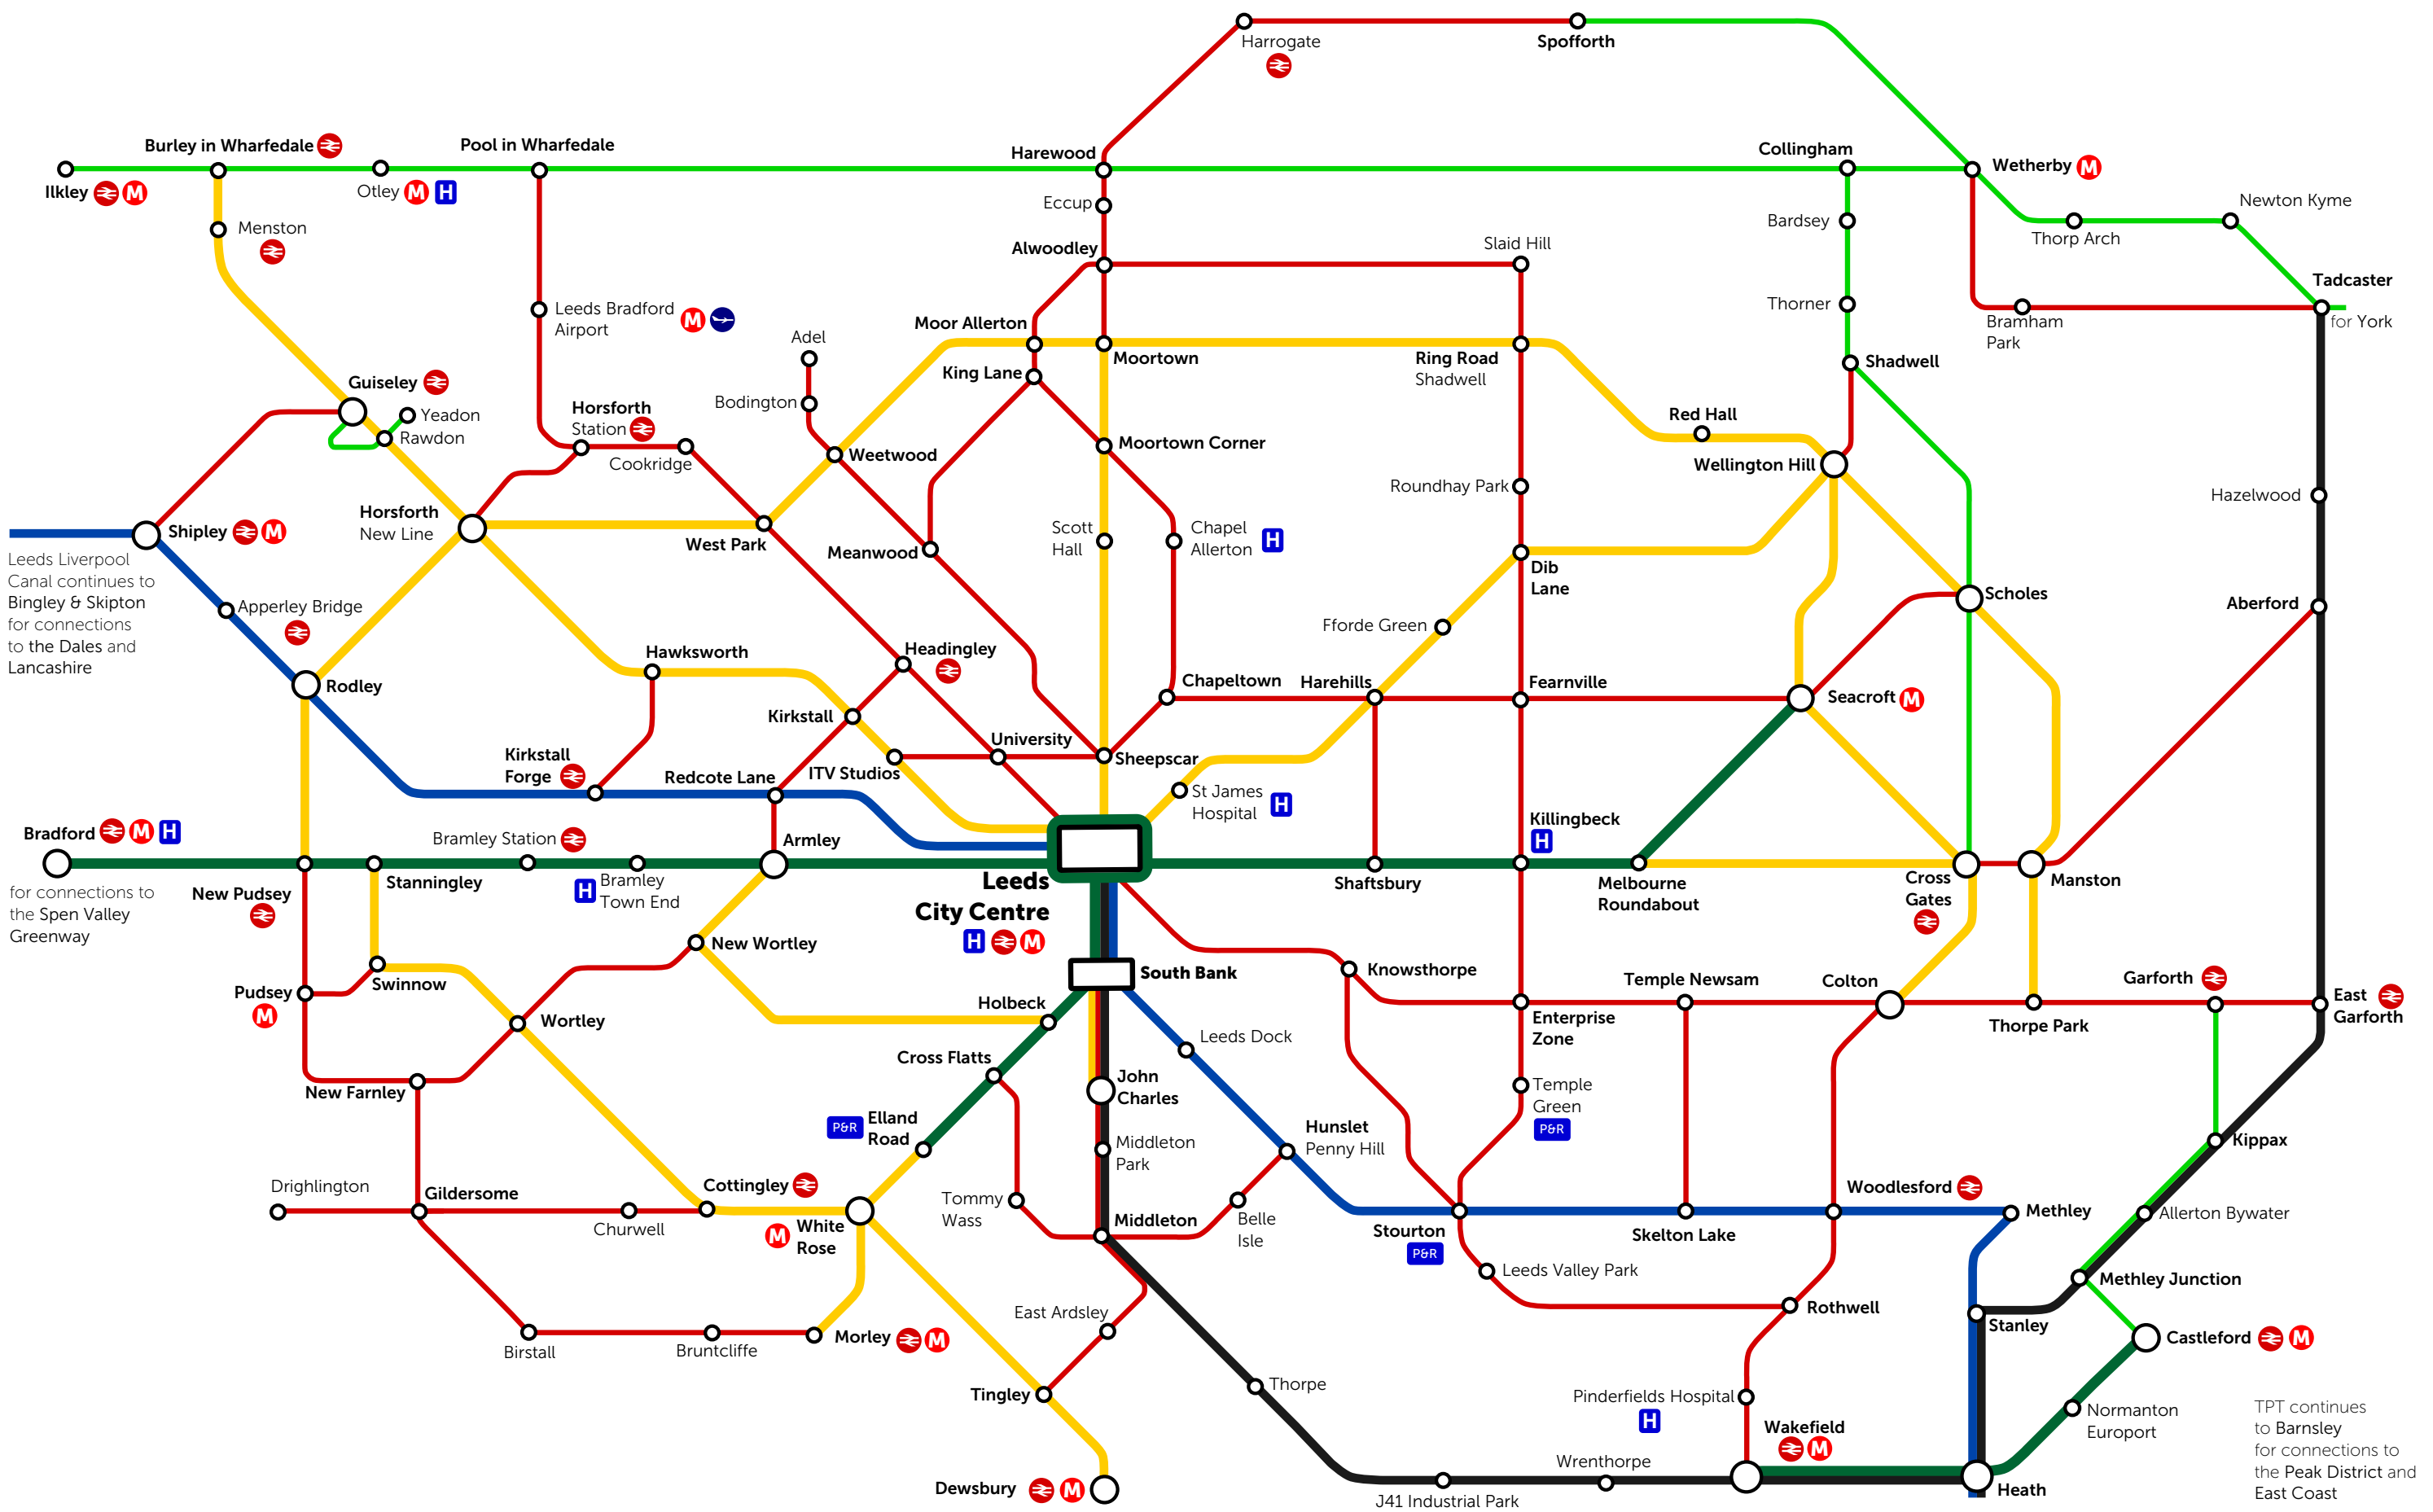 Harrogate
Spofforth
Burley in Wharfedale
Pool in Wharfedale
Harewood
Collingham
Wetherby M
Ilkley M
Otley M H
Eccup
Newton Kyme
Menston
Bardsey
Thorp Arch
Alwoodley
Slaid Hill
Tadcaster
Leeds Bradford
Airport M
Thorner
Moor Allerton
Bramham
Park
for York
Adel
Moortown
Ring Road
Shadwell
Shadwell
King Lane
Guiseley
Yeadon
Rawdon
Horsforth
Station
Bodington
Red Hall
Cookridge
Weetwood
Moortown Corner
Wellington Hill
Roundhay Park
Hazelwood
Horsforth
New Line
Shipley M
West Park
Meanwood
Scott
Hall
Chapel
Allerton H
Leeds Liverpool
Canal continues to
Bingley & Skipton
for connections
to the Dales and
Lancashire
Dib
Lane
Apperley Bridge
Scholes
Aberford
Fforde Green
Hawksworth
Headingley
Rodley
Chapeltown
Harehills
Fearnville
Seacroft M
Kirkstall
University
Sheepscar
Kirkstall
Forge
Redcote Lane
ITV Studios
St James
Hospital H
Bradford M H
Bramley Station
Armley
Killingbeck
H
for connections to
the Spen Valley
Greenway
New Pudsey
Stanningley
H Bramley
Town End
Leeds
City Centre
H M
Shaftsbury
Melbourne
Roundabout
Cross
Gates
Manston
New Wortley
South Bank
Knowsthorpe
Temple Newsam
Colton
Garforth
Swinnow
Pudsey
M
Wortley
Holbeck
Enterprise
Zone
Thorpe Park
East
Garforth
Leeds Dock
Cross Flatts
New Farnley
John
Charles
Temple
Green
P&R
P&R Elland
Road
Middleton
Park
Hunslet
Penny Hill
Kippax
Drighlington
Gildersome
Cottingley
Churwell
M White
Rose
Tommy
Wass
Middleton
Belle
Isle
Stourton
P&R
Skelton Lake
Woodlesford
Methley
Allerton Bywater
Leeds Valley Park
Methley Junction
East Ardsley
Rothwell
Stanley
Castleford M
Birstall
Bruntcliffe
Morley M
Tingley
Thorpe
Pinderfields Hospital
H
Normanton
Europort
Wakefield
M
Wrenthorpe
Dewsbury M
J41 Industrial Park
Heath
TPT continues
to Barnsley
for connections to
the Peak District and
East Coast